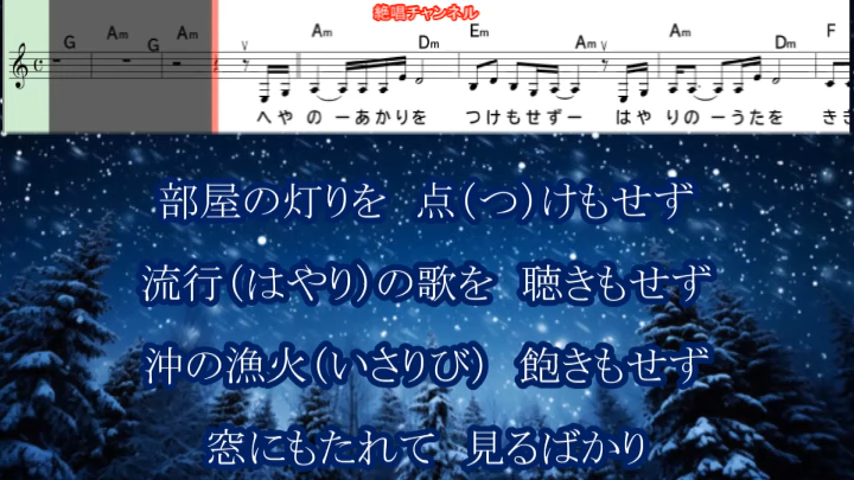 絶唱チャンネル
G Am G Am Am Dm Em Am Am Dm F
へや の ーあかりを つけもせずー はや りの ーうたを きき
部屋の灯りを 点(つ)けもせず
流行(はやり)の歌を 聴きもせず
沖の漁火(いさりび) 飽きもせず
窓にもたれて 見るばかり